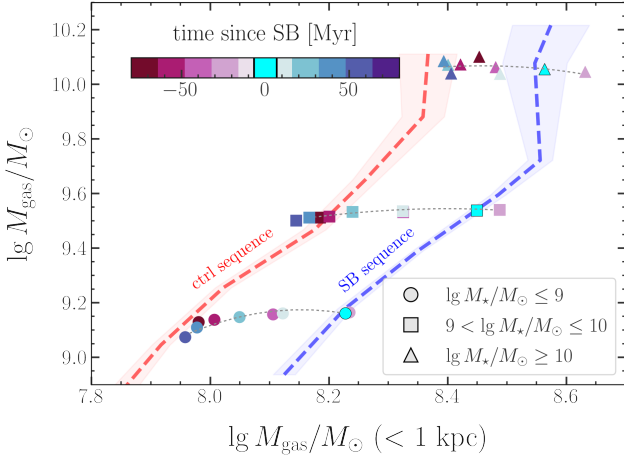 time since SB [Myr]
−50 0 50
10.2
10.0
9.8
9.6
9.4
9.2
9.0
lg M_gas/M_⊙
ctrl sequence
SB sequence
lg M_⋆/M_⊙ ≤ 9
9 < lg M_⋆/M_⊙ ≤ 10
lg M_⋆/M_⊙ ≥ 10
7.8 8.0 8.2 8.4 8.6
lg M_gas/M_⊙ (< 1 kpc)